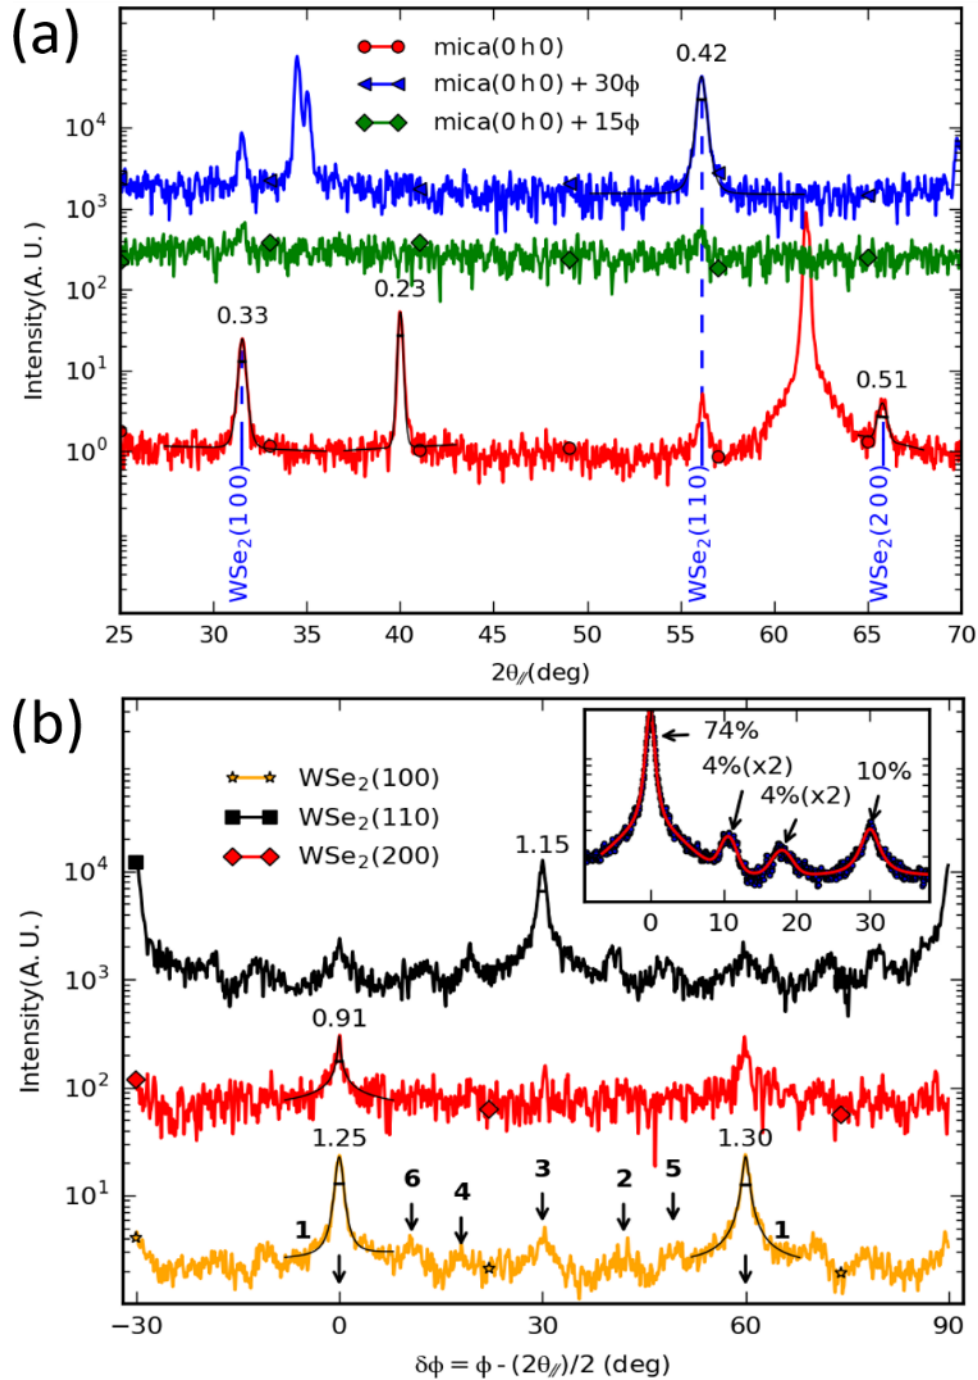 (a)
mica(0 h 0)
mica(0 h 0) + 30ϕ
mica(0 h 0) + 15ϕ
0.42
0.33
0.23
0.51
10⁴
10³
10²
10¹
10⁰
Intensity(A. U.)
WSe₂(1 0 0)
WSe₂(1 1 0)
WSe₂(2 0 0)
25 30 35 40 45 50 55 60 65 70
2θ∕∕(deg)
(b)
WSe₂(100)
WSe₂(110)
WSe₂(200)
74%
4%(x2)
4%(x2)
10%
0 10 20 30
1.15
0.91
1.25
1.30
1 6 4 3 2 5 1
10⁴
10³
10²
10¹
Intensity(A. U.)
−30 0 30 60 90
δϕ = ϕ - (2θ∕∕)/2 (deg)